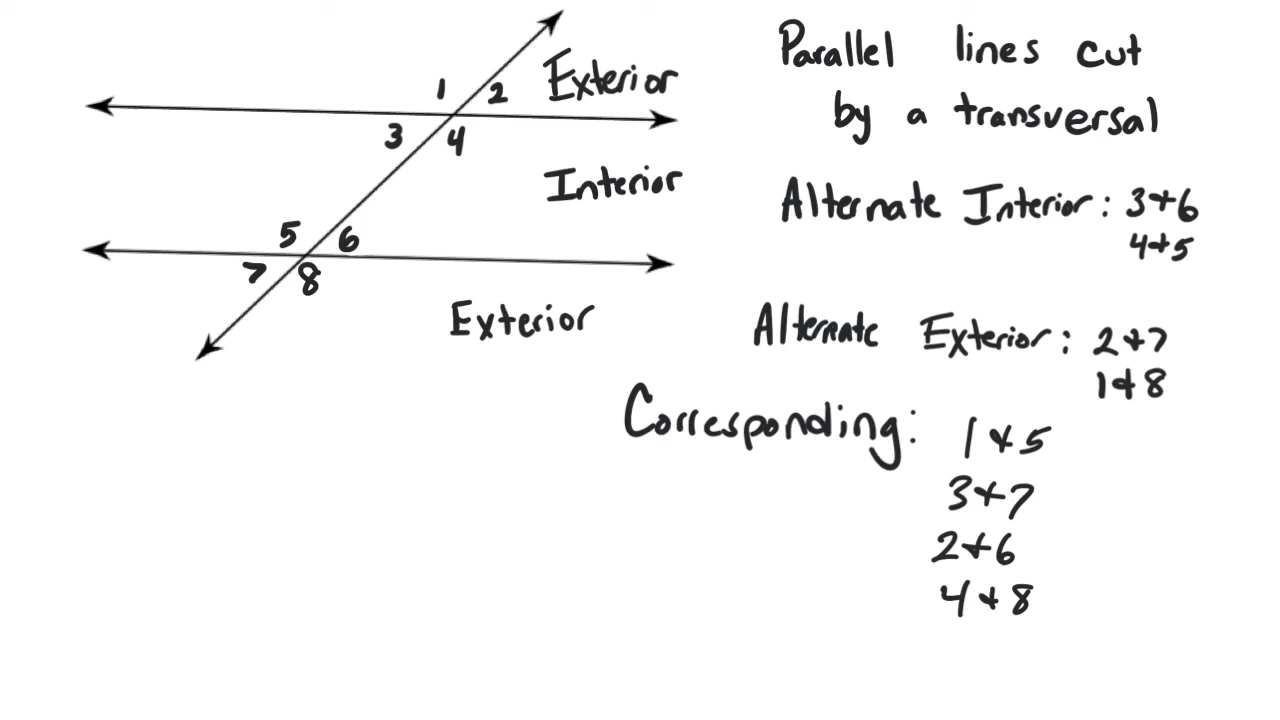 1 2 Exterior
3 4
Interior
5 6
7 8
Exterior
Parallel lines cut
by a transversal
Alternate Interior: 3+6
4+5
Alternate Exterior: 2+7
1+8
Corresponding: 1+5
3+7
2+6
4+8